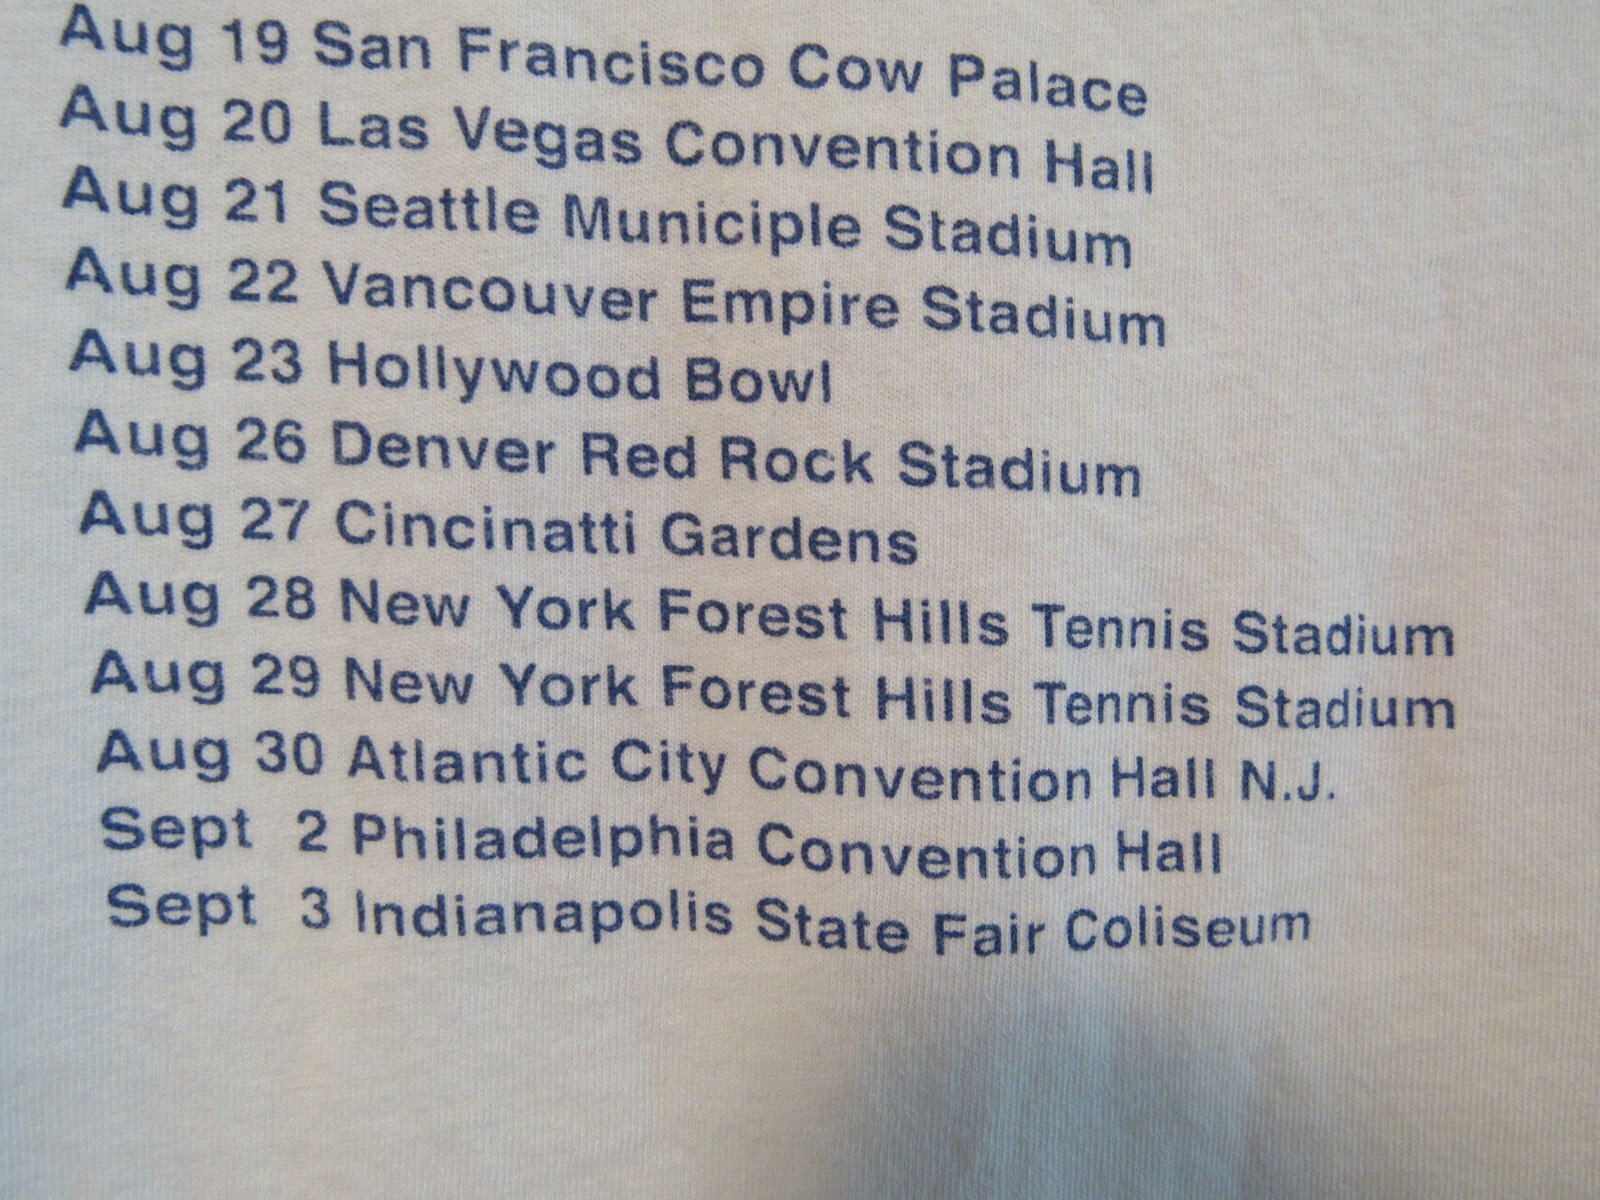 Aug 19 San Francisco Cow Palace
Aug 20 Las Vegas Convention Hall
Aug 21 Seattle Municiple Stadium
Aug 22 Vancouver Empire Stadium
Aug 23 Hollywood Bowl
Aug 26 Denver Red Rock Stadium
Aug 27 Cincinatti Gardens
Aug 28 New York Forest Hills Tennis Stadium
Aug 29 New York Forest Hills Tennis Stadium
Aug 30 Atlantic City Convention Hall N.J.
Sept 2 Philadelphia Convention Hall
Sept 3 Indianapolis State Fair Coliseum